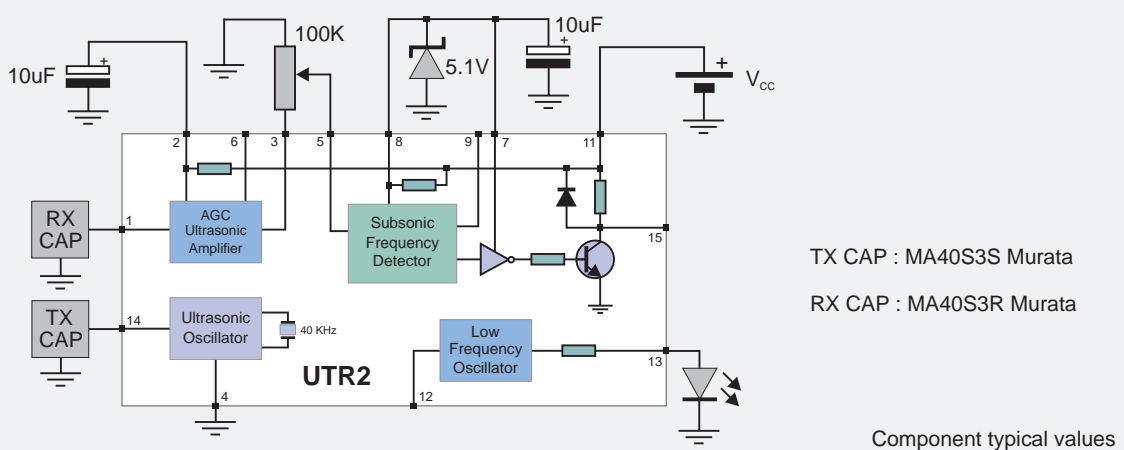 100K
10uF
10uF
5.1V
+
+
+
VCC
2
6
3
5
8
9
7
11
RX
CAP
1
AGC
Ultrasonic
Amplifier
Subsonic
Frequency
Detector
15
TX CAP : MA40S3S Murata
RX CAP : MA40S3R Murata
TX
CAP
14
Ultrasonic
Oscillator
40 KHz
Low
Frequency
Oscillator
13
UTR2
4
12
Component typical values